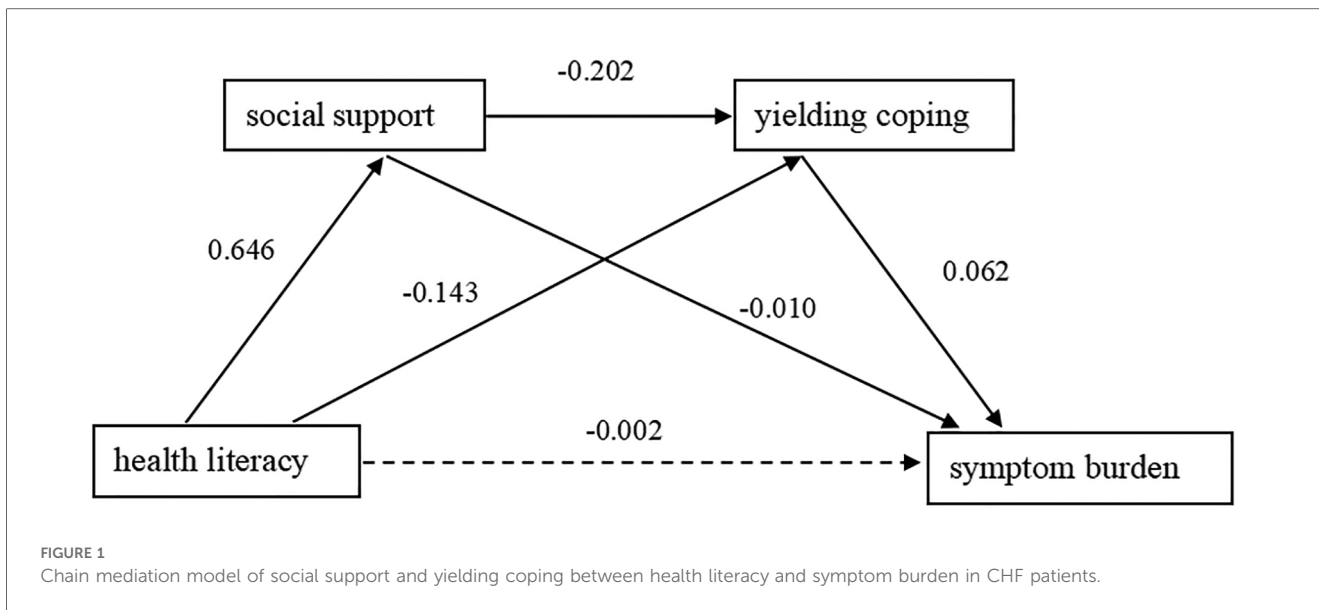 -0.202
social support
yielding coping
0.646
-0.143
-0.010
0.062
-0.002
health literacy
symptom burden
FIGURE 1
Chain mediation model of social support and yielding coping between health literacy and symptom burden in CHF patients.